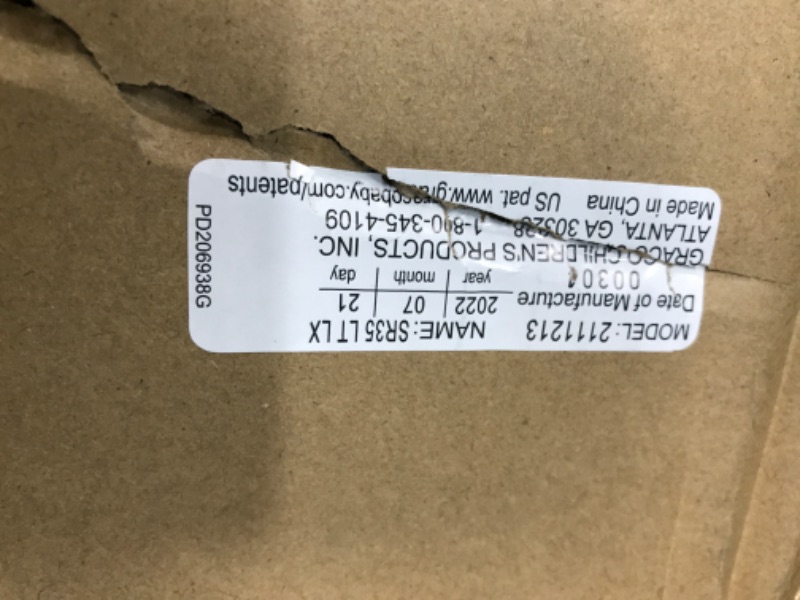 MODEL: 2111213 NAME: SR35 LT LX
Date of Manufacture 2022 07 21
00304 year month day
GRACO CHILDREN'S PRODUCTS, INC.
ATLANTA, GA 30328 1-800-345-4109
Made in China US pat. www.gracobaby.com/patents
PD206938G